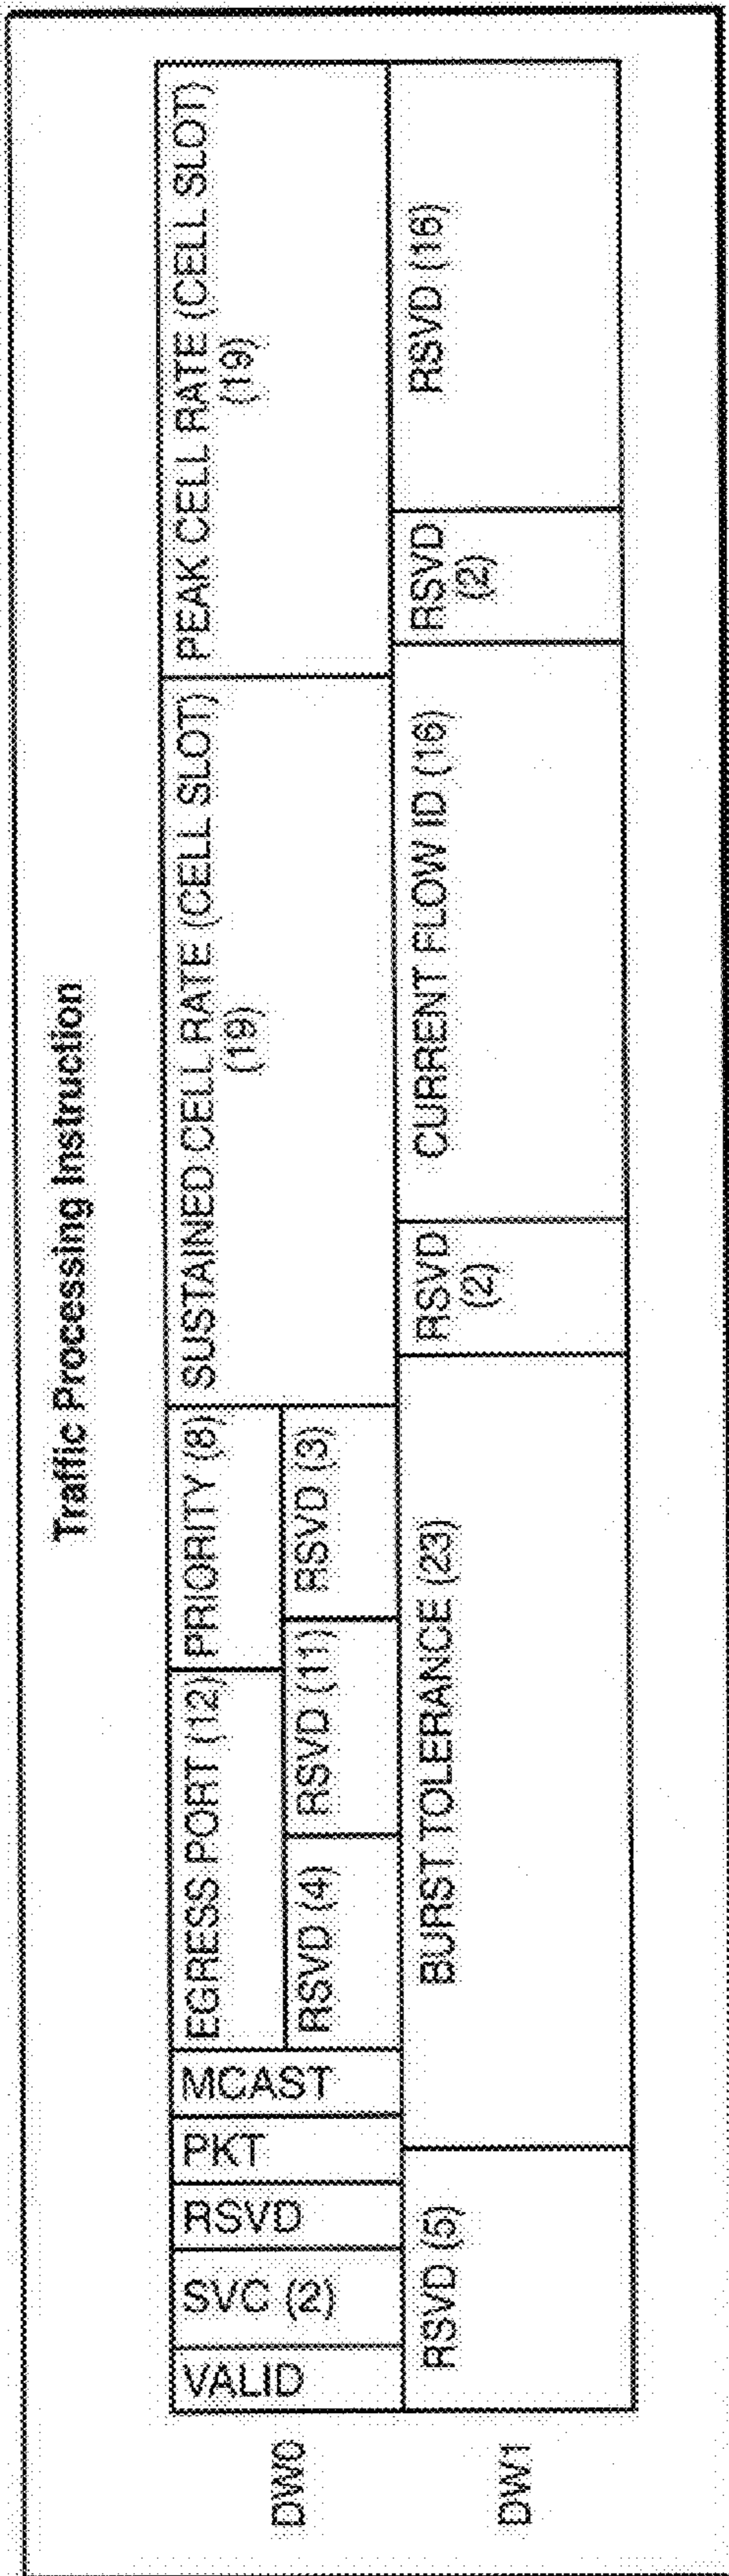 Traffic Processing Instruction
DW0
VALID
SVC (2)
RSVD
PKT
MCAST
EGRESS PORT (12)
PRIORITY (8)
RSVD (4)
RSVD (11)
RSVD (3)
SUSTAINED CELL RATE (CELL SLOT)
(19)
PEAK CELL RATE (CELL SLOT)
(19)
DW1
RSVD (5)
BURST TOLERANCE (23)
RSVD
(2)
CURRENT FLOW ID (16)
RSVD
(2)
RSVD (16)